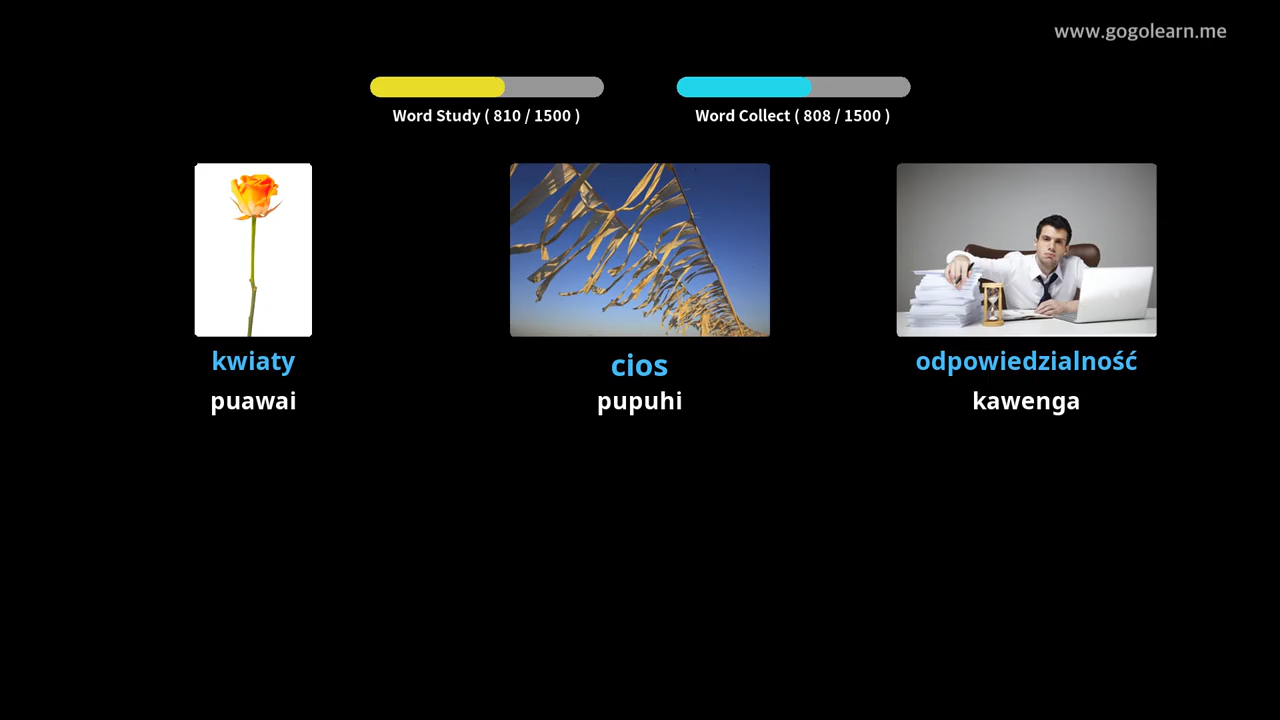 www.gogolearn.me
Word Study ( 810 / 1500 )
Word Collect ( 808 / 1500 )
kwiaty
puawai
cios
pupuhi
odpowiedzialność
kawenga